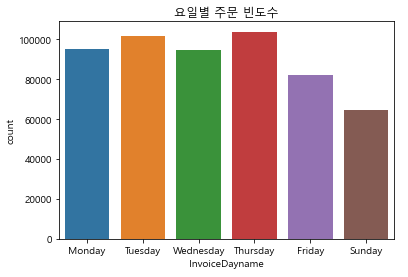 요일별 주문 빈도수
100000
80000
60000
40000
20000
0
count
Monday Tuesday Wednesday Thursday Friday Sunday
InvoiceDayname